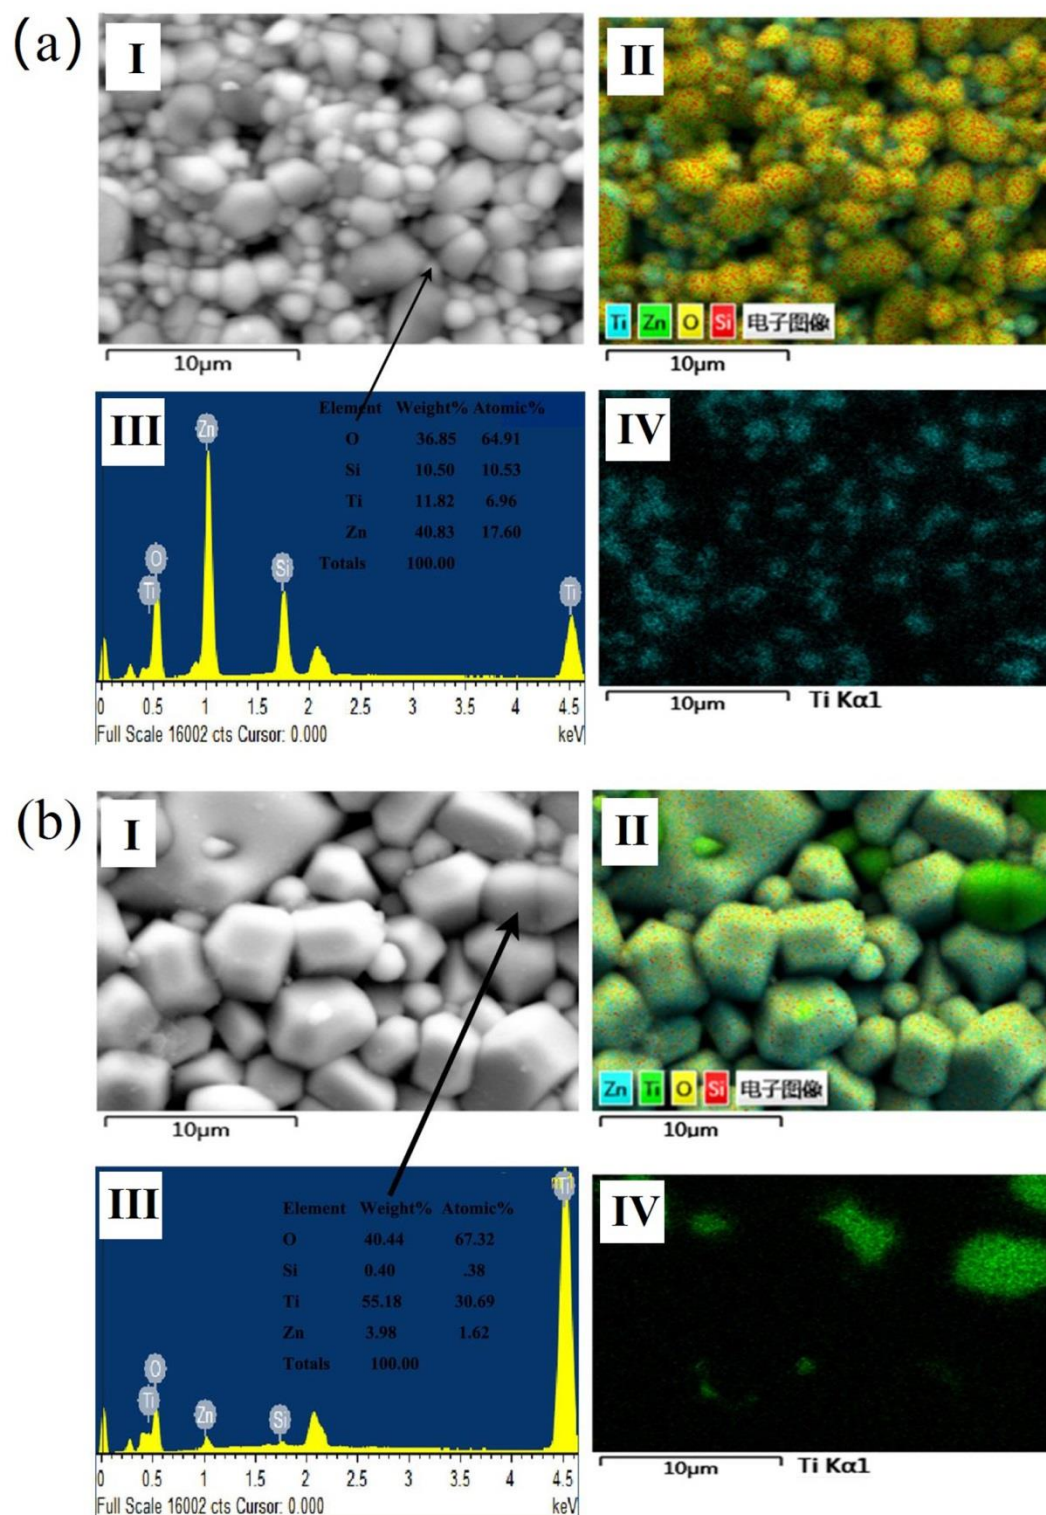 (a)
I
II
Ti Zn O Si 电子图像
10μm
10μm
III
Element Weight% Atomic%
O 36.85 64.91
Si 10.50 10.53
Ti 11.82 6.96
Zn 40.83 17.60
Totals 100.00
Zn
O
Ti
Si
Ti
0 0.5 1 1.5 2 2.5 3 3.5 4 4.5
Full Scale 16002 cts Cursor: 0.000 keV
IV
10μm Ti Kα1
(b)
I
II
Zn Ti O Si 电子图像
10μm
10μm
III
Element Weight% Atomic%
O 40.44 67.32
Si 0.40 .38
Ti 55.18 30.69
Zn 3.98 1.62
Totals 100.00
Ti
O
Ti
Zn
Si
0 0.5 1 1.5 2 2.5 3 3.5 4 4.5
Full Scale 16002 cts Cursor: 0.000 keV
IV
10μm Ti Kα1